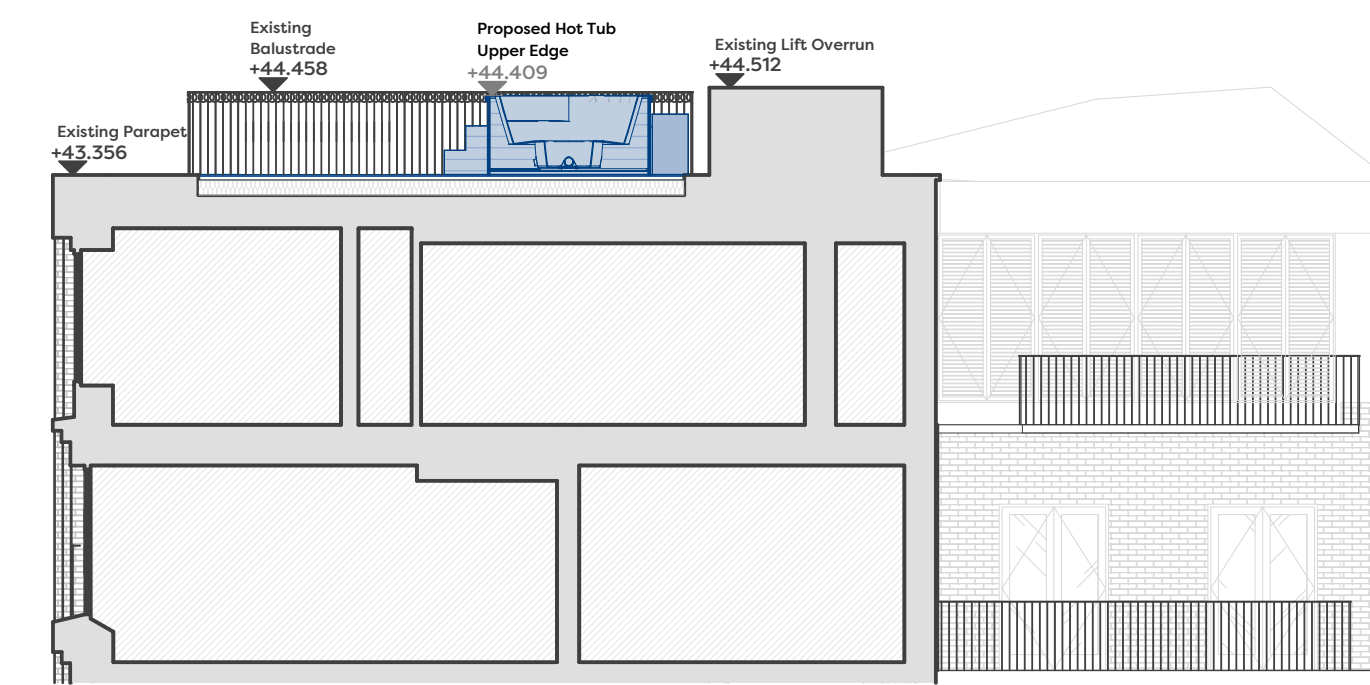 Existing
Balustrade
+44.458
Proposed Hot Tub
Upper Edge
+44.409
Existing Lift Overrun
+44.512
Existing Parapet
+43.356